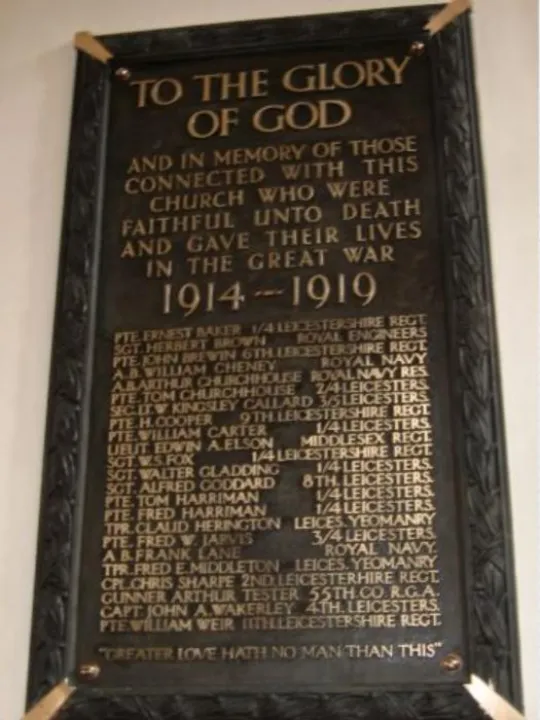 TO THE GLORY
OF GOD
AND IN MEMORY OF THOSE
CONNECTED WITH THIS
CHURCH WHO WERE
FAITHFUL UNTO DEATH
AND GAVE THEIR LIVES
IN THE GREAT WAR
1914 — 1919
PTE. ERNEST BAKER 1/4 LEICESTERSHIRE REGT.
SGT. HERBERT BROWN ROYAL ENGINEERS
PTE. JOHN BREWIN 6TH. LEICESTERSHIRE REGT.
A.B. WILLIAM CHENEY ROYAL NAVY
A.B. ARTHUR CHURCHHOUSE ROYAL NAVY RES.
PTE. TOM CHURCHHOUSE 2/4 LEICESTERS.
SEC. LT. W. KINGSLEY CALLARD 3/5 LEICESTERS.
PTE. H. COOPER 9TH LEICESTERSHIRE REGT.
PTE. WILLIAM CARTER 1/4 LEICESTERS.
LIEUT. EDWIN A. ELSON MIDDLESEX REGT.
SGT. W.S. FOX 1/4 LEICESTERSHIRE REGT.
SGT. WALTER GLADDING 1/4 LEICESTERS.
SGT. ALFRED GODDARD 8TH. LEICESTERS.
PTE. TOM HARRIMAN 1/4 LEICESTERS.
PTE. FRED HARRIMAN 1/4 LEICESTERS.
TPR. CLAUD HERINGTON LEICES. YEOMANRY
PTE. FRED W. JARVIS 3/4 LEICESTERS.
A.B. FRANK LANE ROYAL NAVY.
TPR. FRED E. MIDDLETON LEICES. YEOMANRY
CPL. CHRIS SHARPE 2ND. LEICESTERHIRE REGT.
GUNNER ARTHUR TESTER 55TH. CO. R.G.A.
CAPT. JOHN A. WAKERLEY 4TH. LEICESTERS.
PTE. WILLIAM WEIR 11TH. LEICESTERSHIRE REGT.
"GREATER LOVE HATH NO MAN THAN THIS"